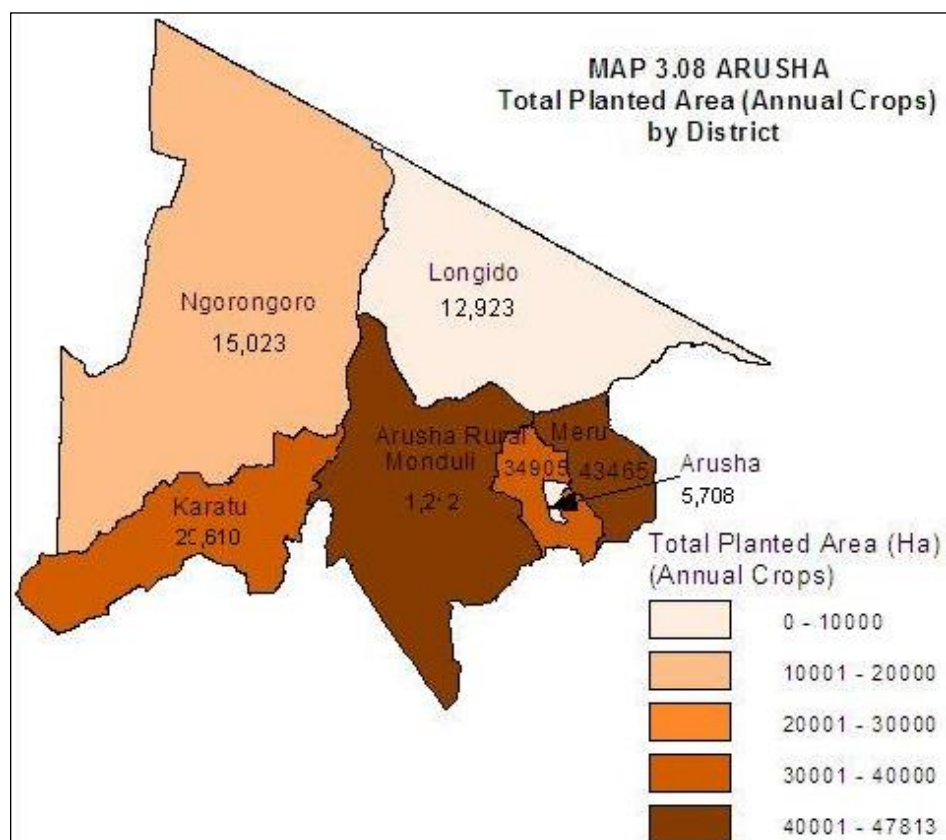 MAP 3.08 ARUSHA
Total Planted Area (Annual Crops)
by District
Longido
12,923
Ngorongoro
15,023
Arusha Rural
Monduli
Meru
34905
43465
Arusha
5,708
Karatu
Total Planted Area (Ha)
(Annual Crops)
0 - 10000
10001 - 20000
20001 - 30000
30001 - 40000
40001 - 47813